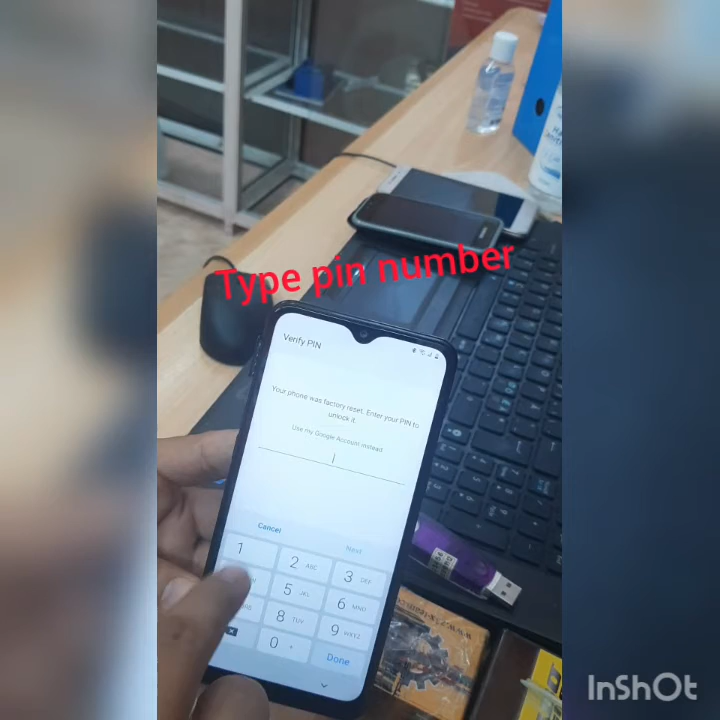 Type pin number
Verify PIN
Your phone was factory reset. Enter your PIN to
unlock it.
Use my Google Account instead
Cancel
Next
1
2 ABC
3 DEF
5 JKL
6 MNO
8 TUV
9 WXYZ
0 +
Done
InShOt